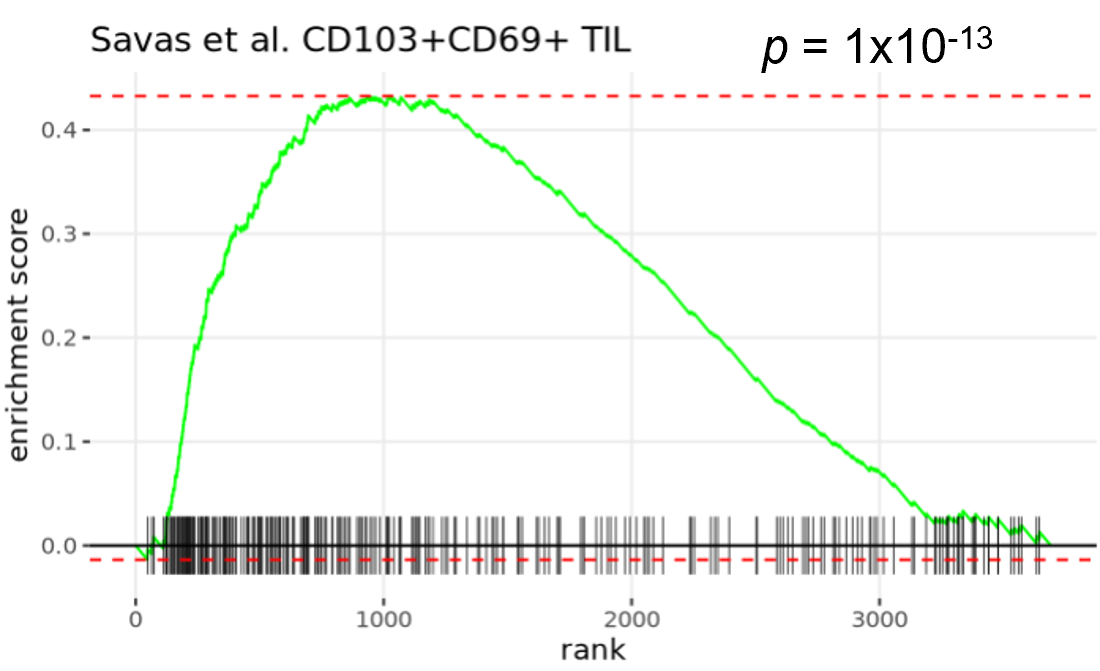 Savas et al. CD103+CD69+ TIL
p = 1x10-13
enrichment score
0.4
0.3
0.2
0.1
0.0
0 1000 2000 3000
rank